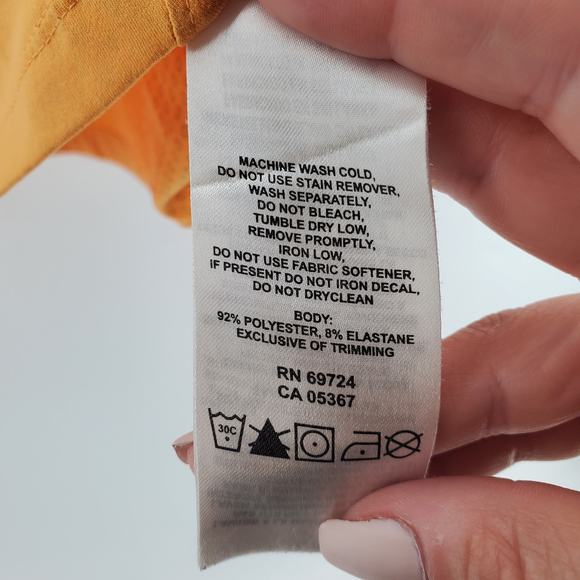 MACHINE WASH COLD,
DO NOT USE STAIN REMOVER,
WASH SEPARATELY,
DO NOT BLEACH,
TUMBLE DRY LOW,
REMOVE PROMPTLY,
IRON LOW,
DO NOT USE FABRIC SOFTENER,
IF PRESENT DO NOT IRON DECAL,
DO NOT DRYCLEAN
BODY:
92% POLYESTER, 8% ELASTANE
EXCLUSIVE OF TRIMMING
RN 69724
CA 05367
30C